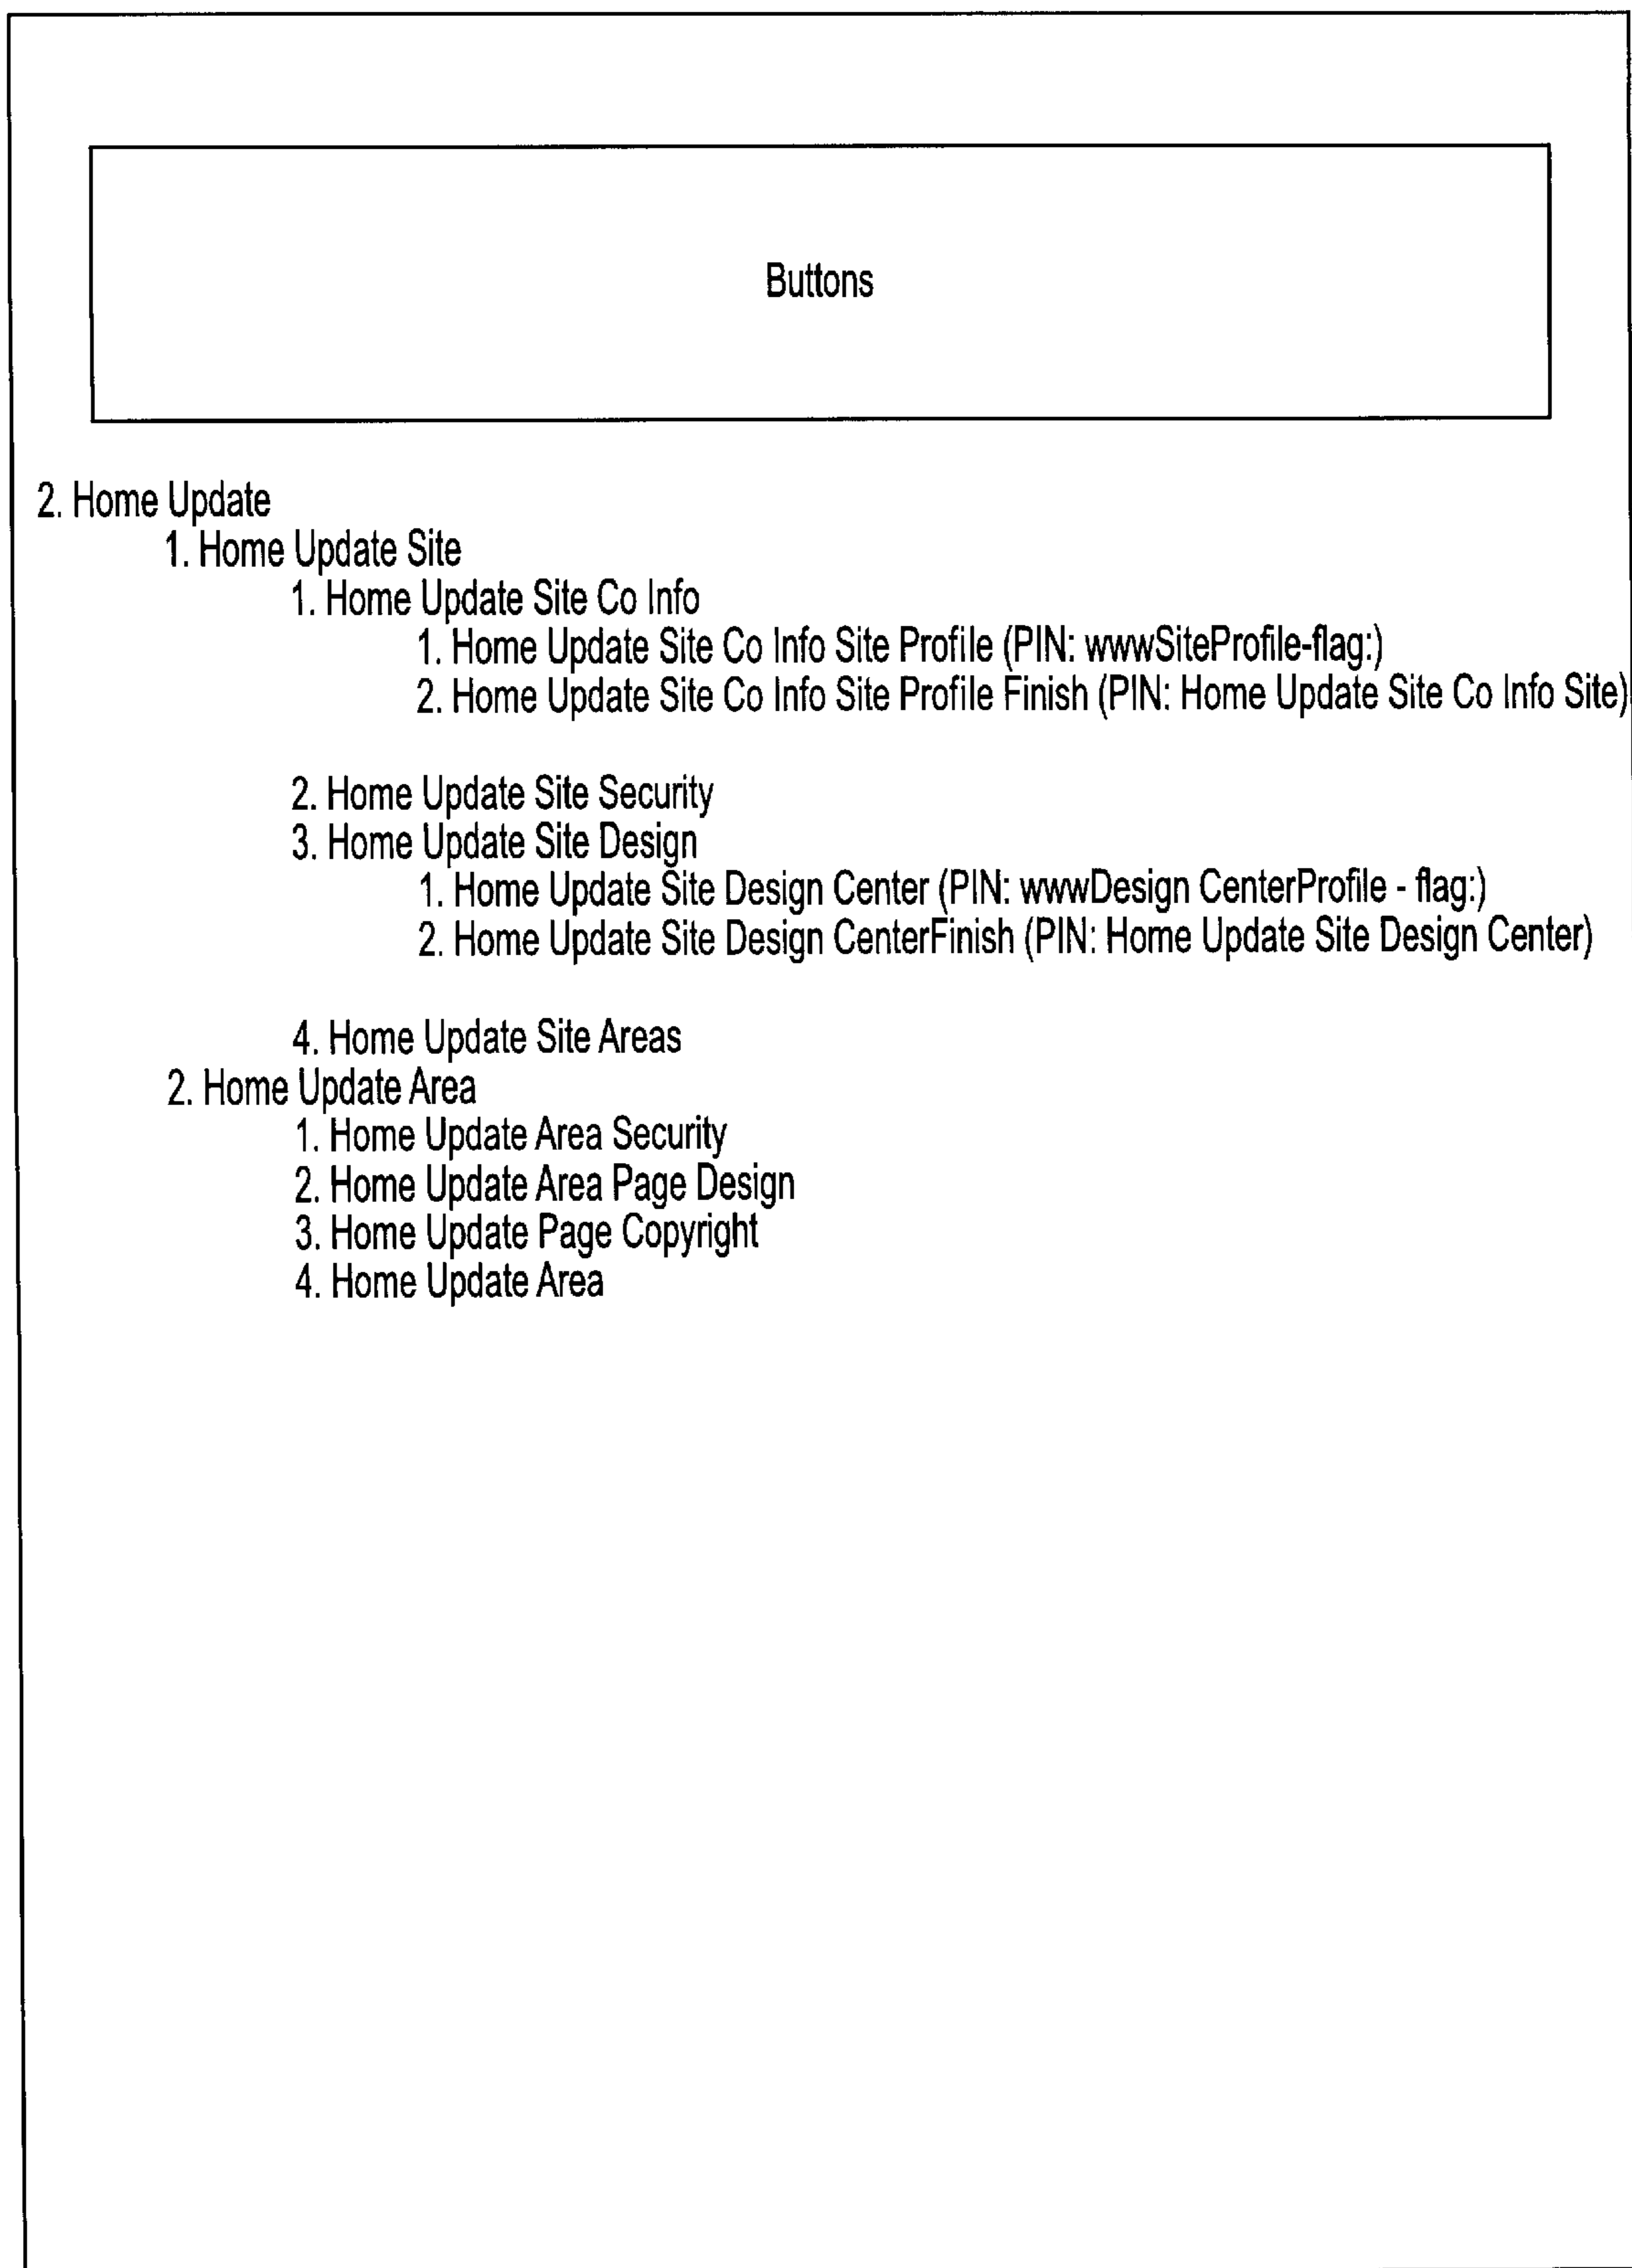 Buttons
2. Home Update
1. Home Update Site
1. Home Update Site Co Info
1. Home Update Site Co Info Site Profile (PIN: wwwSiteProfile-flag:)
2. Home Update Site Co Info Site Profile Finish (PIN: Home Update Site Co Info Site)
2. Home Update Site Security
3. Home Update Site Design
1. Home Update Site Design Center (PIN: wwwDesign CenterProfile - flag:)
2. Home Update Site Design CenterFinish (PIN: Home Update Site Design Center)
4. Home Update Site Areas
2. Home Update Area
1. Home Update Area Security
2. Home Update Area Page Design
3. Home Update Page Copyright
4. Home Update Area